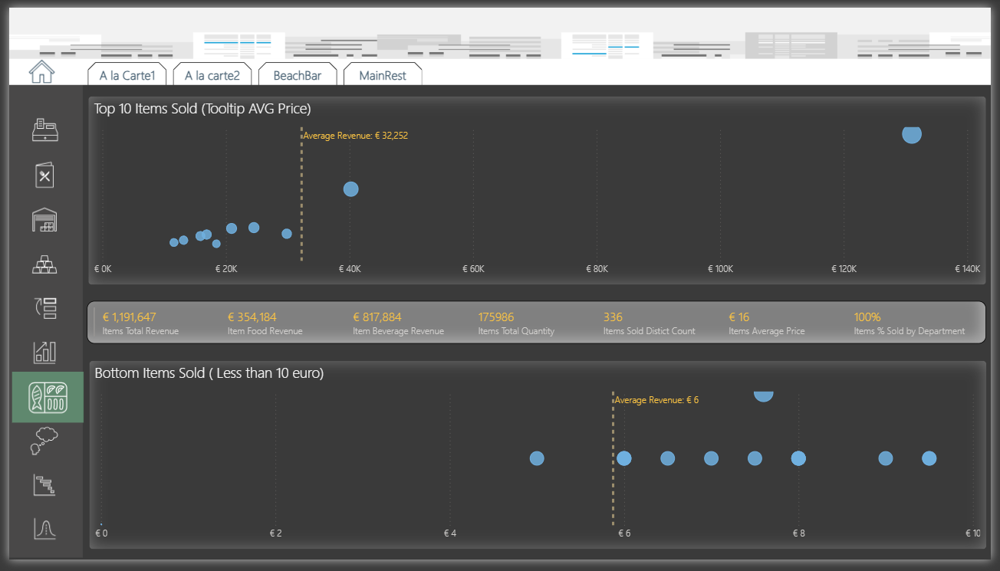 A la Carte1 A la carte2 BeachBar MainRest
Top 10 Items Sold (Tooltip AVG Price)
Average Revenue: € 32,252
€ 0K € 20K € 40K € 60K € 80K € 100K € 120K € 140K
€ 1,191,647 € 354,184 € 817,884 175986 336 € 16 100%
Items Total Revenue Item Food Revenue Item Beverage Revenue Items Total Quantity Items Sold Distict Count Items Average Price Items % Sold by Department
Bottom Items Sold ( Less than 10 euro)
Average Revenue: € 6
€ 0 € 2 € 4 € 6 € 8 € 10